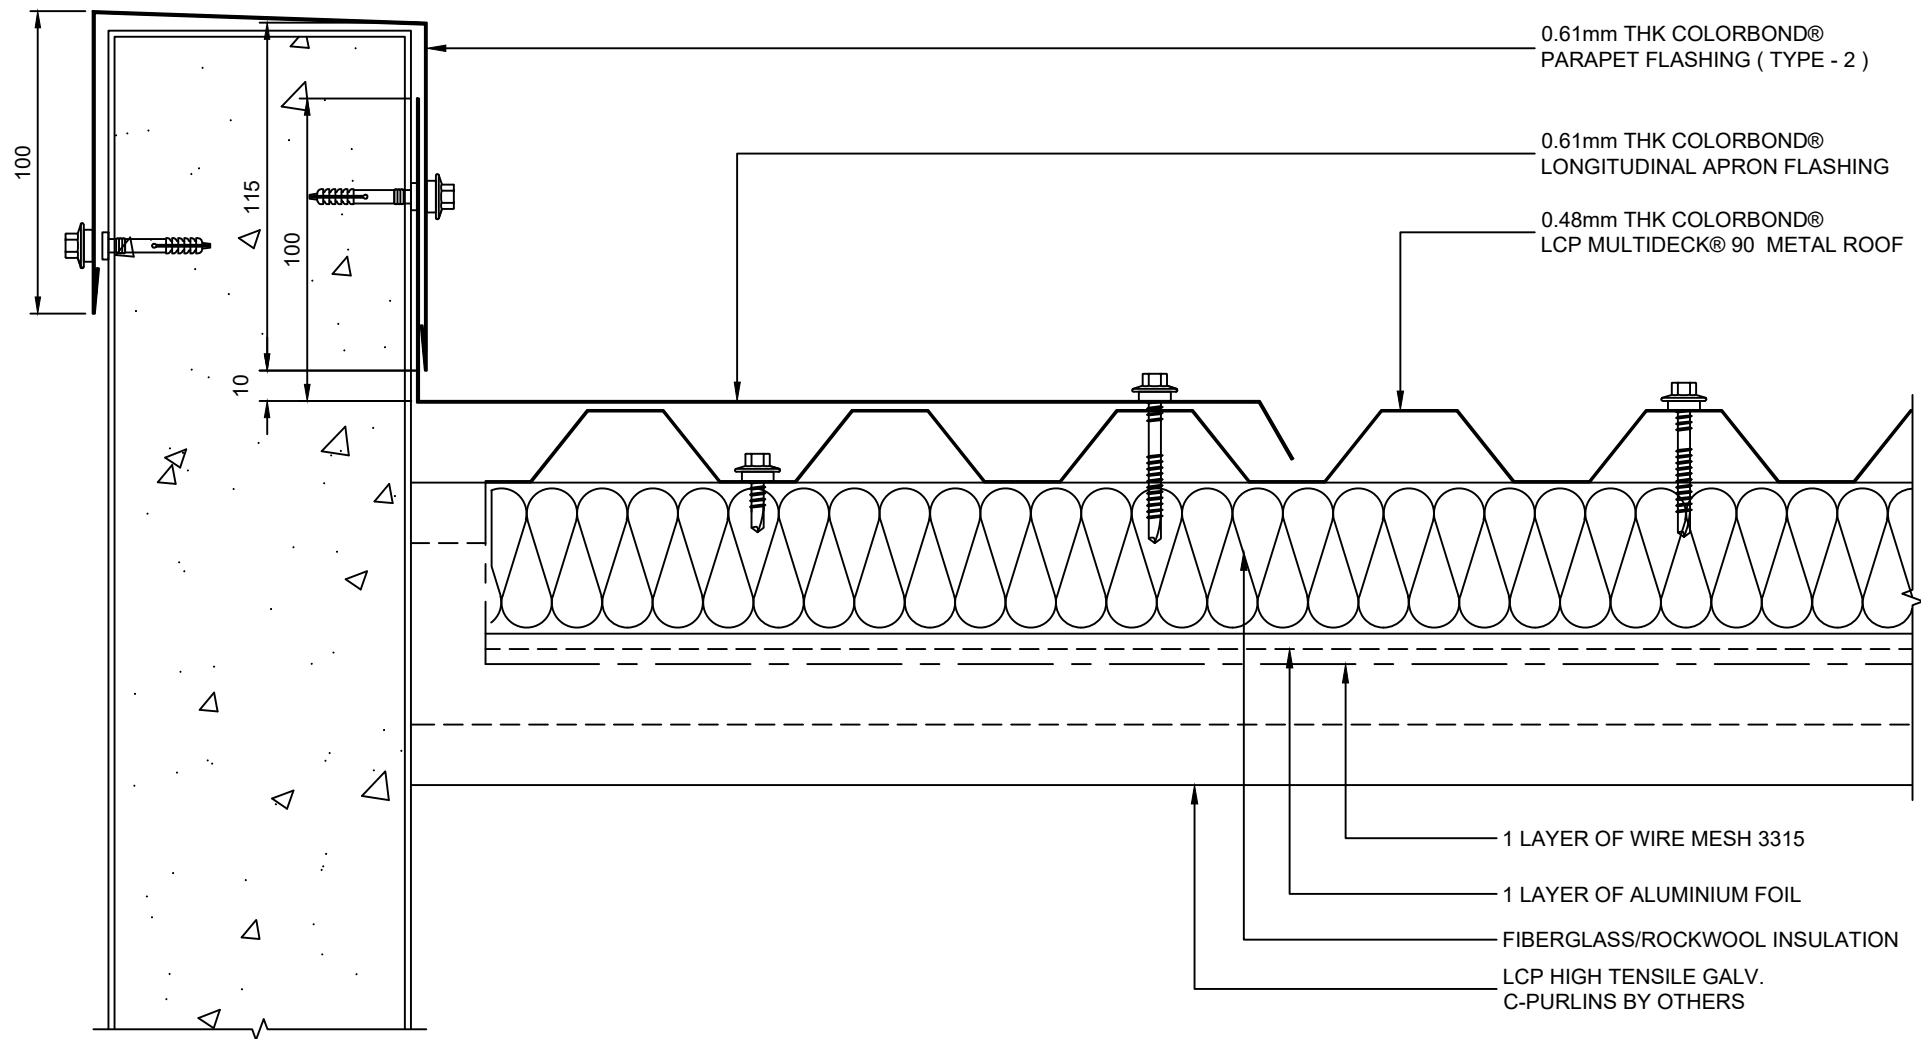 0.61mm THK COLORBOND®
PARAPET FLASHING ( TYPE - 2 )
0.61mm THK COLORBOND®
LONGITUDINAL APRON FLASHING
0.48mm THK COLORBOND®
LCP MULTIDECK® 90 METAL ROOF
100
115
100
10
1 LAYER OF WIRE MESH 3315
1 LAYER OF ALUMINIUM FOIL
FIBERGLASS/ROCKWOOL INSULATION
LCP HIGH TENSILE GALV.
C-PURLINS BY OTHERS